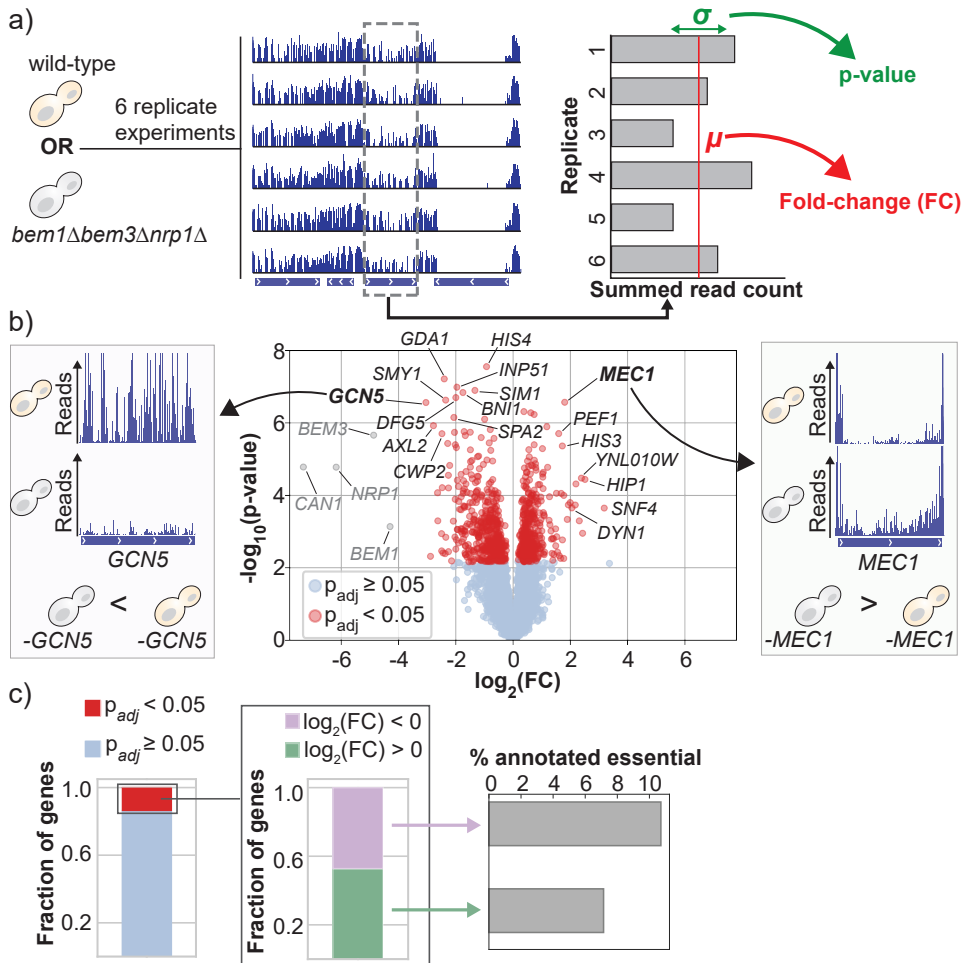 a)
wild-type
OR
bem1Δbem3Δnrp1Δ
6 replicate
experiments
Replicate
1
2
3
4
5
6
σ
p-value
μ
Fold-change (FC)
Summed read count
b)
Reads
Reads
GCN5
<
-GCN5
-GCN5
-log10(p-value)
8
6
4
2
0
-6
-4
-2
0
2
4
6
log2(FC)
GDA1
HIS4
SMY1
INP51
GCN5
SIM1
MEC1
BNI1
BEM3
DFG5
PEF1
AXL2
SPA2
HIS3
CWP2
YNL010W
HIP1
CAN1
NRP1
SNF4
BEM1
DYN1
padj ≥ 0.05
padj < 0.05
Reads
Reads
MEC1
>
-MEC1
-MEC1
c)
padj < 0.05
padj ≥ 0.05
Fraction of genes
1.0
0.6
0.2
log2(FC) < 0
log2(FC) > 0
Fraction of genes
1.0
0.6
0.2
% annotated essential
0 2 4 6 8 10